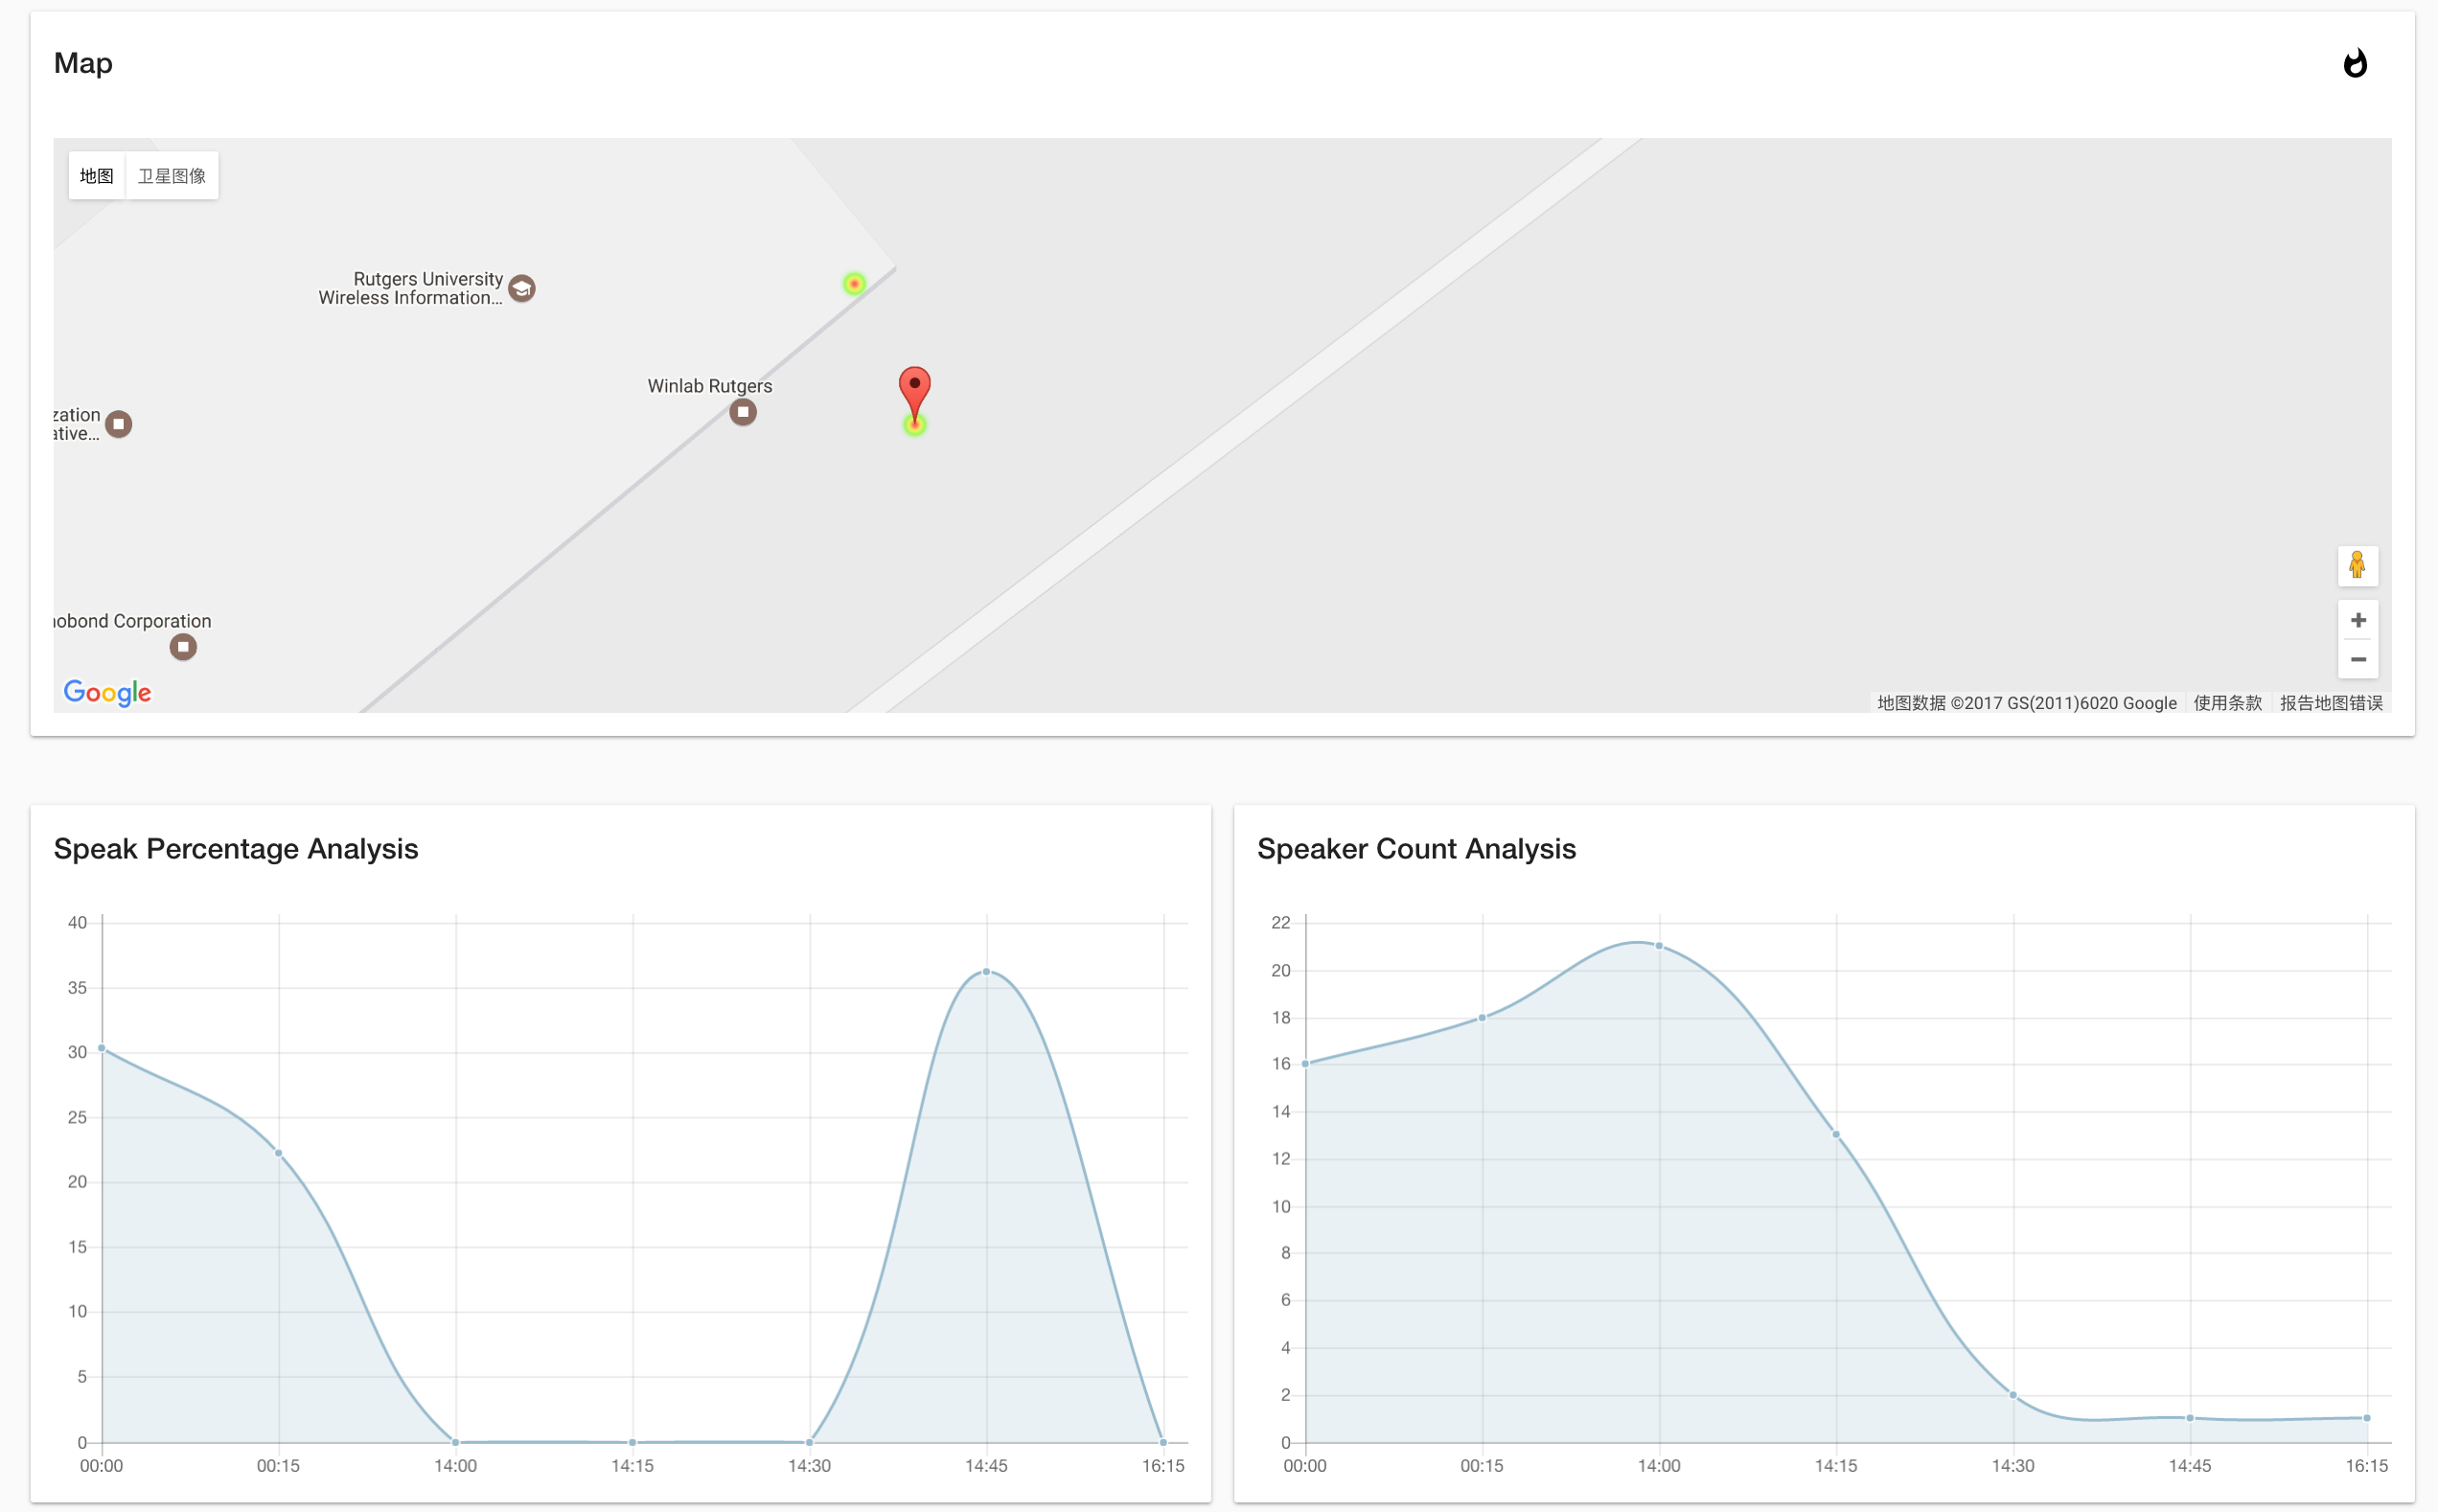 Map
地图 卫星图像
Rutgers University
Wireless Information...
Winlab Rutgers
zation
ative...
obond Corporation
Google
地图数据 ©2017 GS(2011)6020 Google 使用条款 报告地图错误
Speak Percentage Analysis
40
35
30
25
20
15
10
5
0
00:00 00:15 14:00 14:15 14:30 14:45 16:15
Speaker Count Analysis
22
20
18
16
14
12
10
8
6
4
2
0
00:00 00:15 14:00 14:15 14:30 14:45 16:15